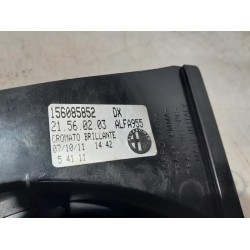 156085852 DX
21.56.02.03 ALFA955
CROMATO BRILLANTE
07/10/11 14.42
5 41 11